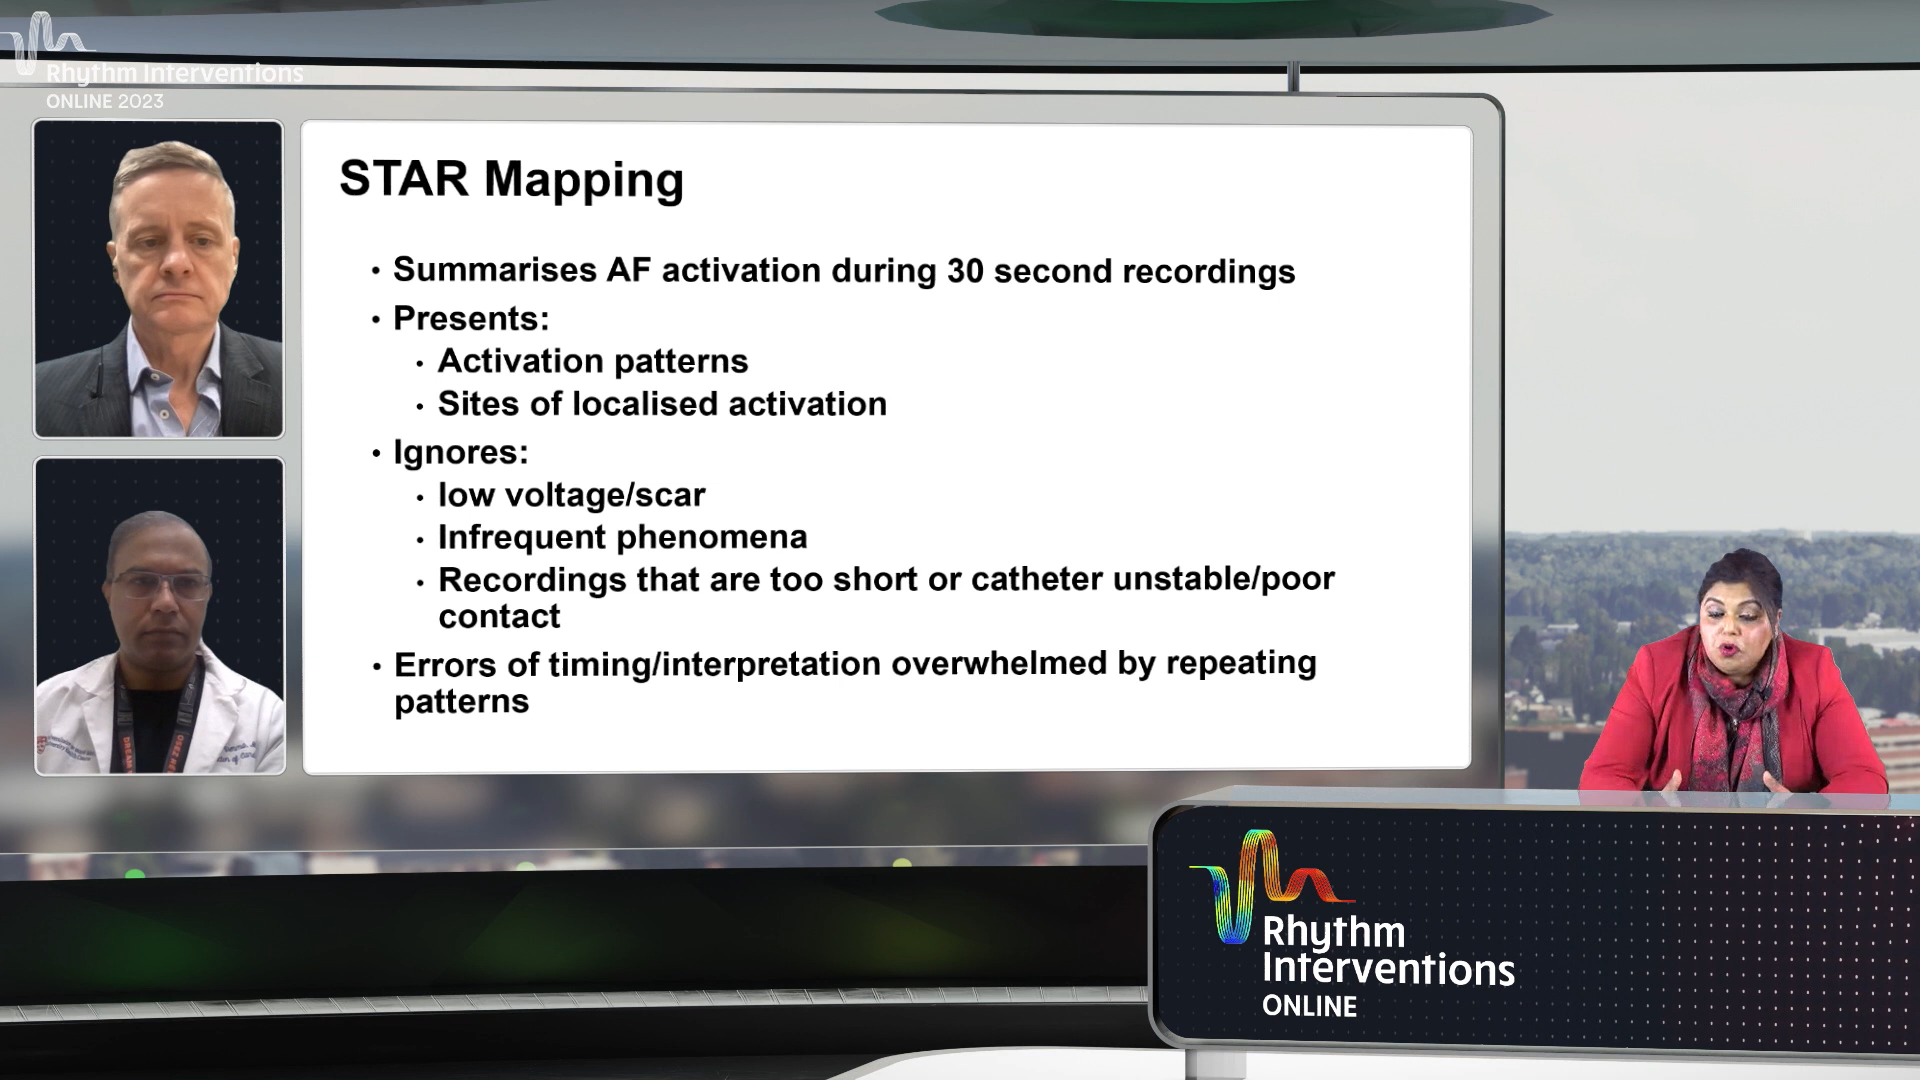 Rhythm Interventions
ONLINE 2023
STAR Mapping
• Summarises AF activation during 30 second recordings
• Presents:
• Activation patterns
• Sites of localised activation
• Ignores:
• low voltage/scar
• Infrequent phenomena
• Recordings that are too short or catheter unstable/poor
contact
• Errors of timing/interpretation overwhelmed by repeating
patterns
Rhythm
Interventions
ONLINE